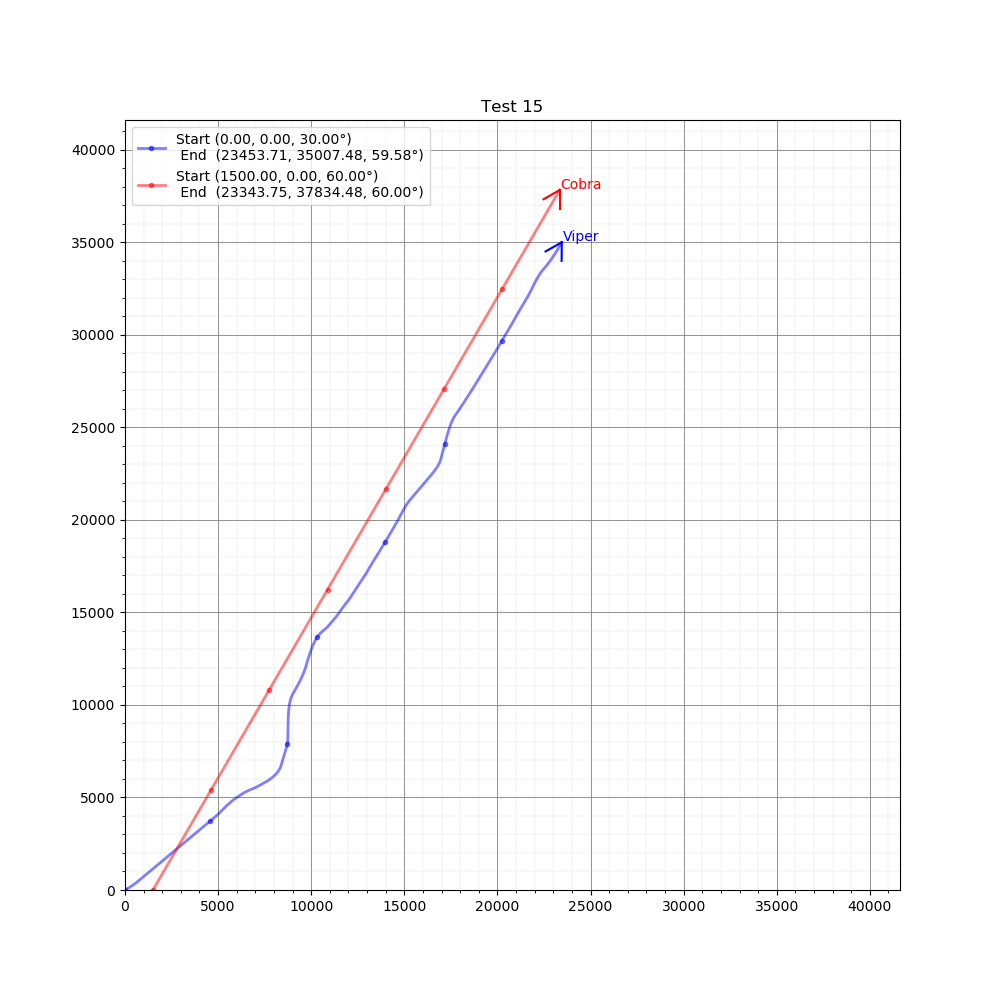 Test 15
Start (0.00, 0.00, 30.00°)
End  (23453.71, 35007.48, 59.58°)
Start (1500.00, 0.00, 60.00°)
End  (23343.75, 37834.48, 60.00°)
Cobra
Viper
40000
35000
30000
25000
20000
15000
10000
5000
0
0 5000 10000 15000 20000 25000 30000 35000 40000